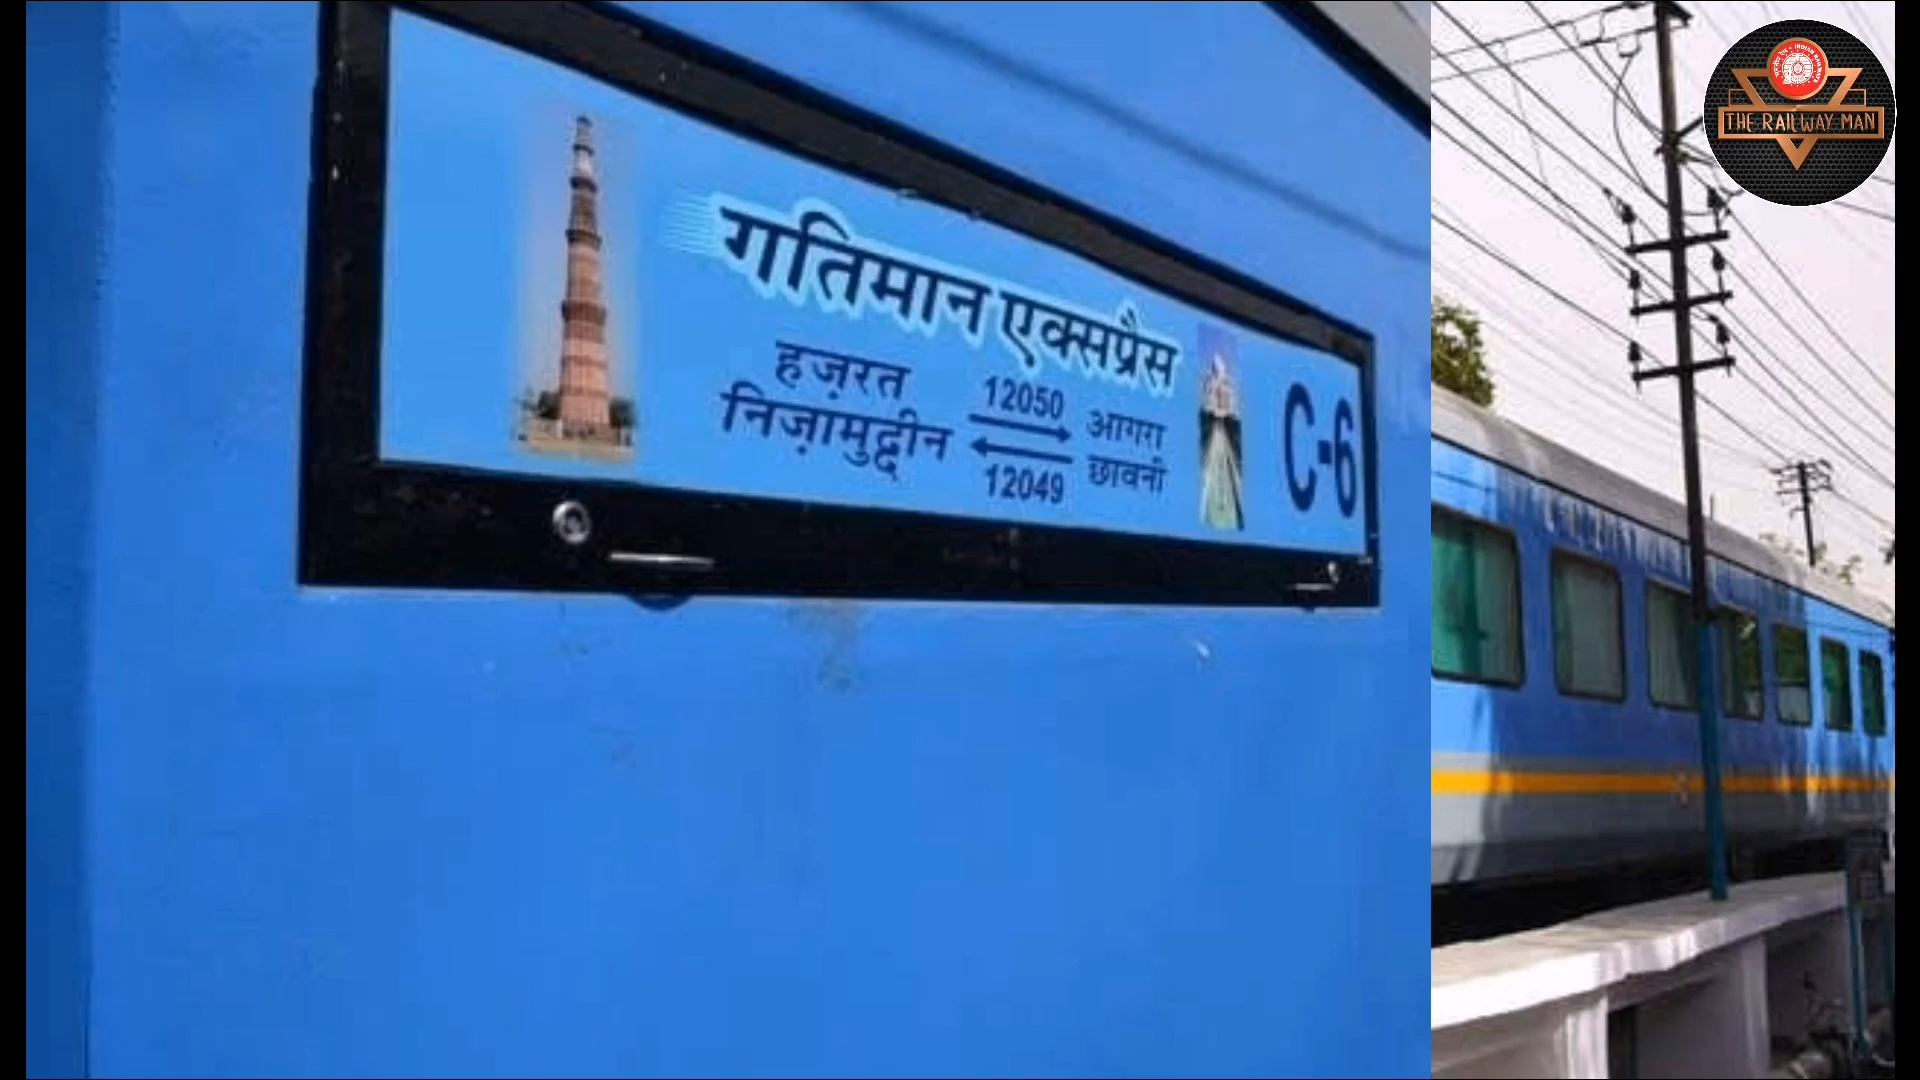 गतिमान एक्सप्रैस
हज़रत
निज़ामुद्दीन
12050
12049
आगरा
छावनी
C-6
THE RAILWAY MAN